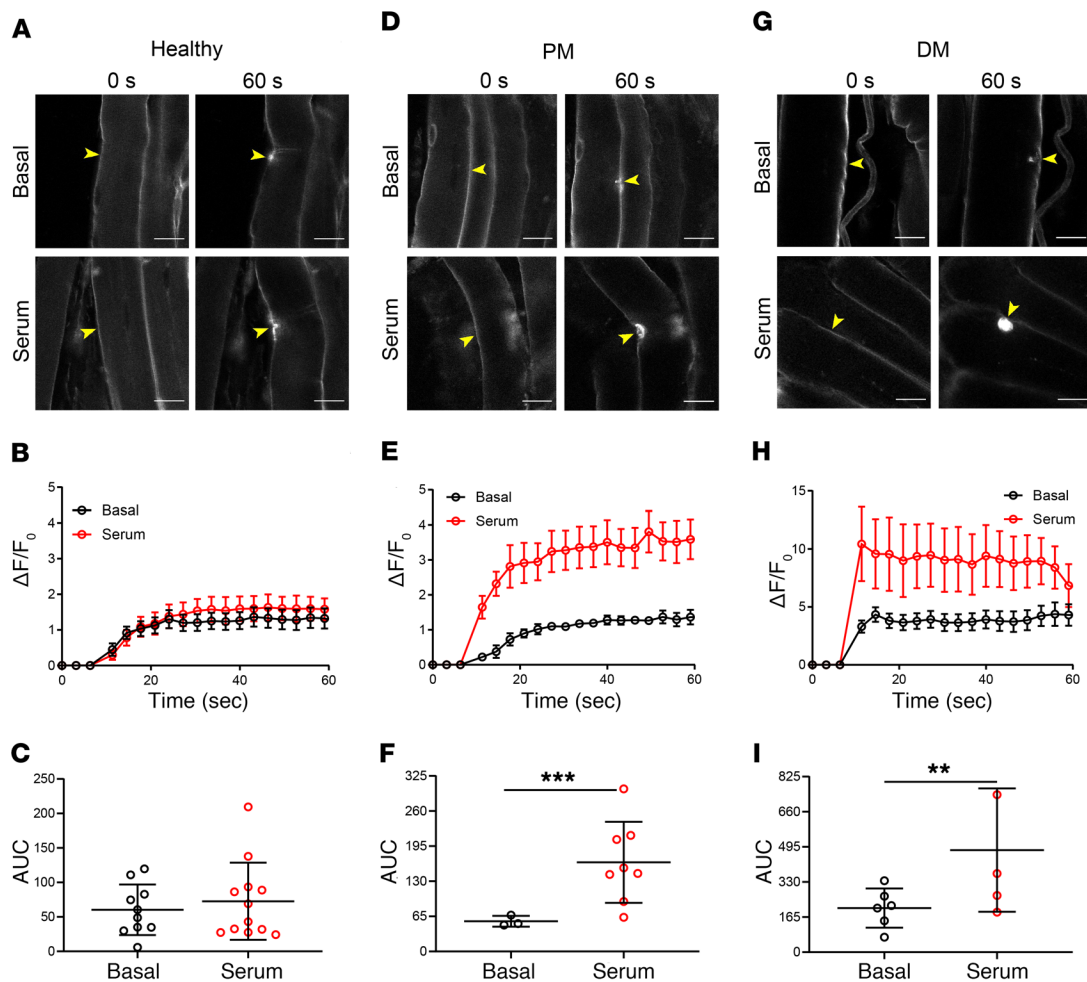 A
Healthy
0 s 60 s
Basal
Serum
D
PM
0 s 60 s
Basal
Serum
G
DM
0 s 60 s
Basal
Serum
B
ΔF/F0
5
4
3
2
1
0
Basal
Serum
0 20 40 60
Time (sec)
E
ΔF/F0
5
4
3
2
1
0
Basal
Serum
0 20 40 60
Time (sec)
H
ΔF/F0
15
10
5
0
Basal
Serum
0 20 40 60
Time (sec)
C
AUC
250
200
150
100
50
0
Basal Serum
F
AUC
325
260
195
130
65
0
***
Basal Serum
I
AUC
825
660
495
330
165
0
**
Basal Serum